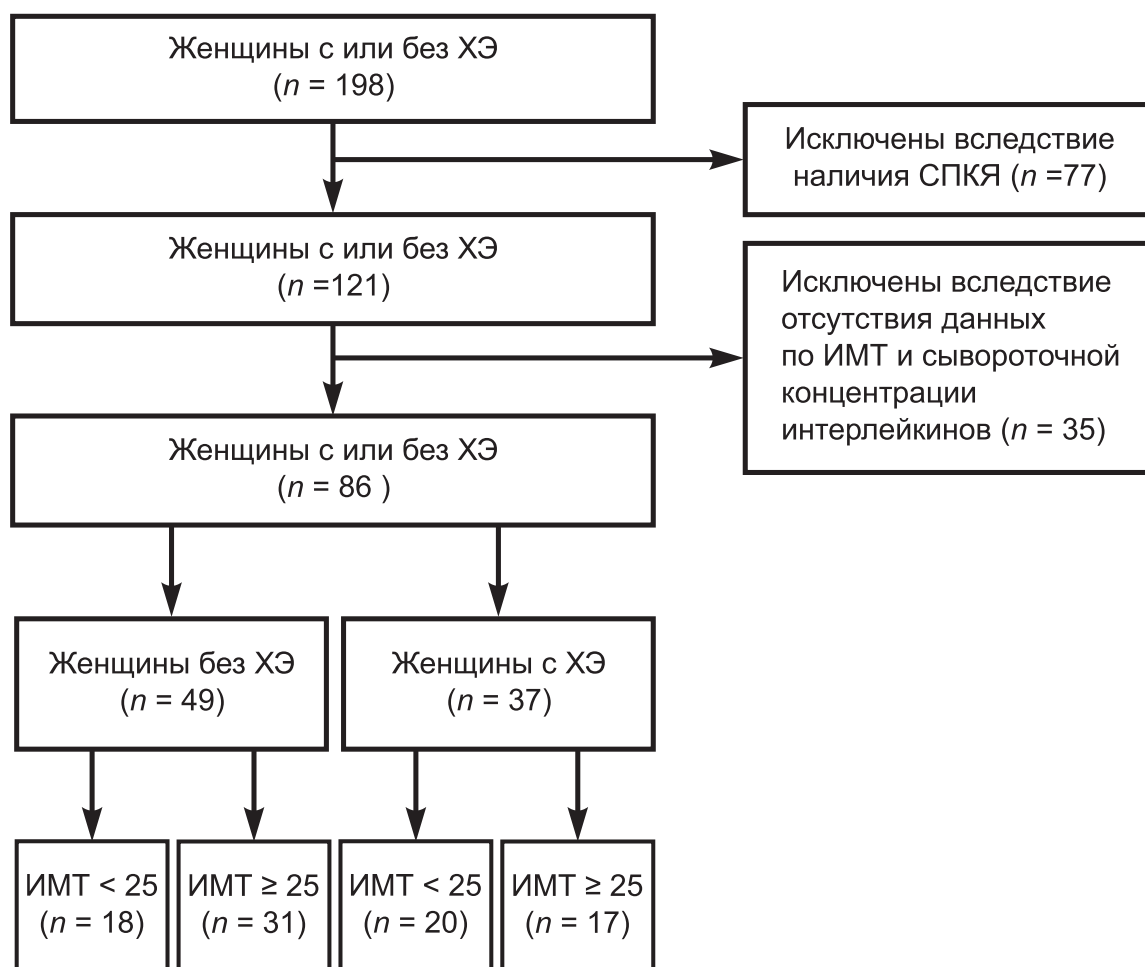 Женщины с или без ХЭ
(n = 198)
Исключены вследствие
наличия СПКЯ (n =77)
Женщины с или без ХЭ
(n =121)
Исключены вследствие
отсутствия данных
по ИМТ и сывороточной
концентрации
интерлейкинов (n = 35)
Женщины с или без ХЭ
(n = 86 )
Женщины без ХЭ
(n = 49)
Женщины с ХЭ
(n = 37)
ИМТ < 25
(n = 18)
ИМТ ≥ 25
(n = 31)
ИМТ < 25
(n = 20)
ИМТ ≥ 25
(n = 17)